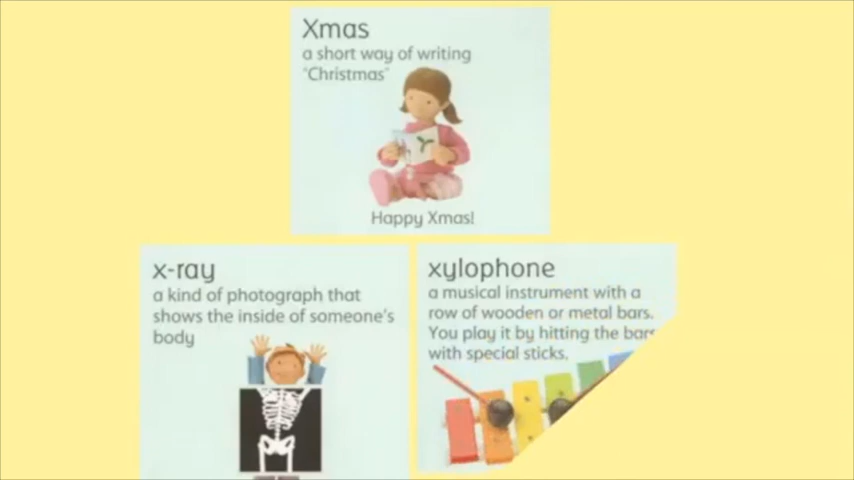 Xmas
a short way of writing
"Christmas"
Happy Xmas!
x-ray
a kind of photograph that
shows the inside of someone's
body
xylophone
a musical instrument with a
row of wooden or metal bars.
You play it by hitting the bars
with special sticks.